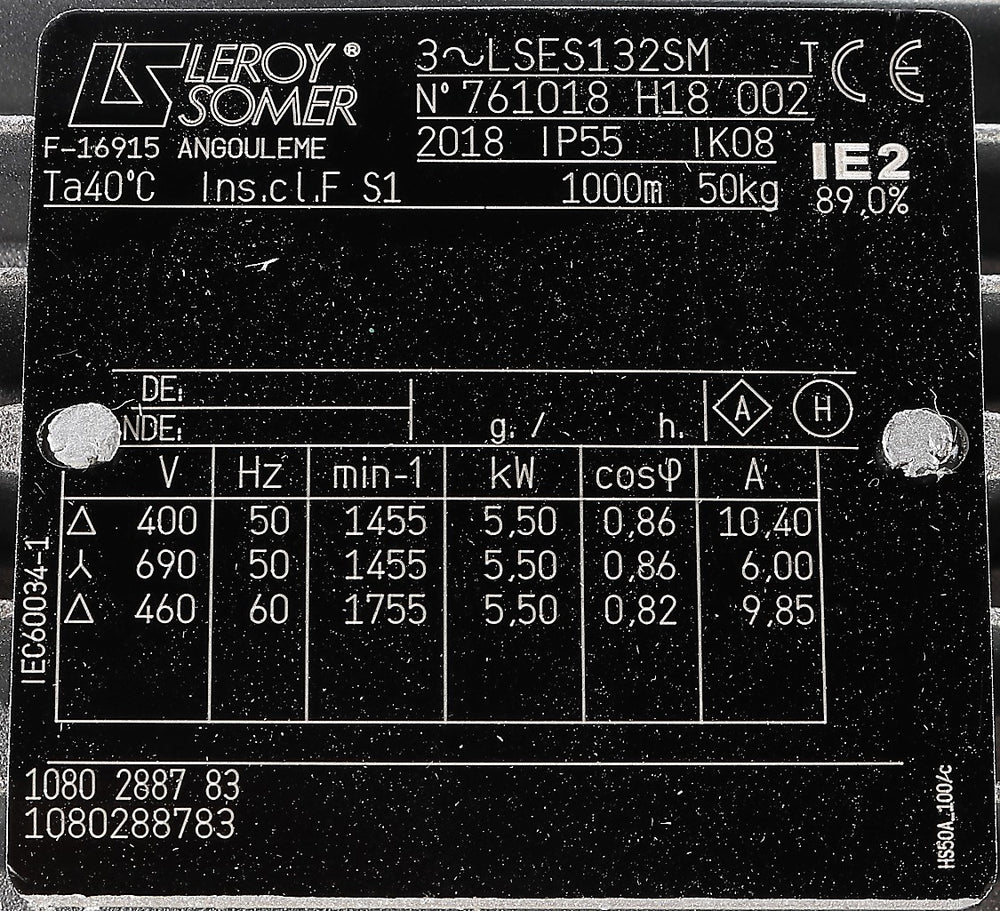 LEROY®
SOMER
F-16915 ANGOULEME
3~LSES132SM T CE
N° 761018 H18 002
2018 IP55 IK08
IE2
Ta40°C Ins.cl.F S1 1000m 50kg 89,0%
DE:
NDE: g. / h. A H
V Hz min-1 kW cosφ A
Δ 400 50 1455 5,50 0,86 10,40
⅄ 690 50 1455 5,50 0,86 6,00
Δ 460 60 1755 5,50 0,82 9,85
IEC60034-1
1080 2887 83
1080288783
HS50A_100/c